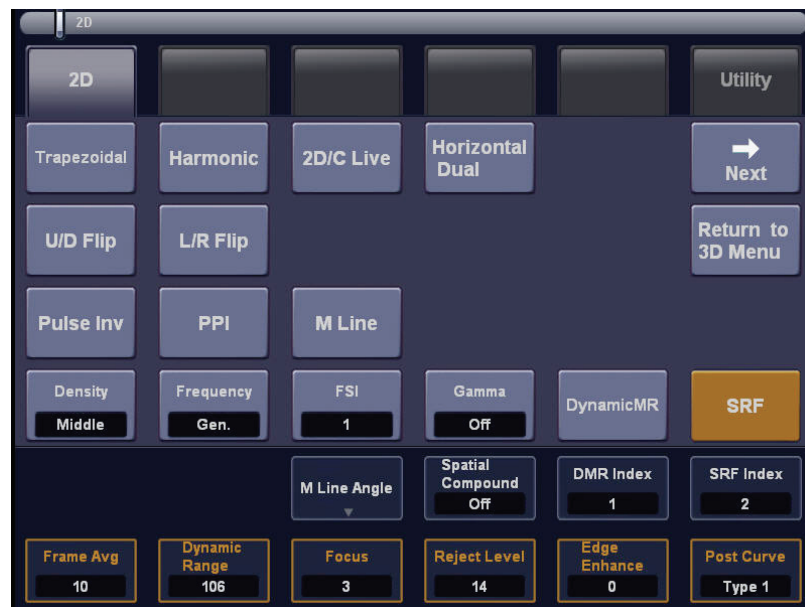 2D
2D
Utility
Trapezoidal
Harmonic
2D/C Live
Horizontal
Dual
Next
U/D Flip
L/R Flip
Return to
3D Menu
Pulse Inv
PPI
M Line
Density
Middle
Frequency
Gen.
FSI
1
Gamma
Off
DynamicMR
SRF
M Line Angle
Spatial
Compound
Off
DMR Index
1
SRF Index
2
Frame Avg
10
Dynamic
Range
106
Focus
3
Reject Level
14
Edge
Enhance
0
Post Curve
Type 1